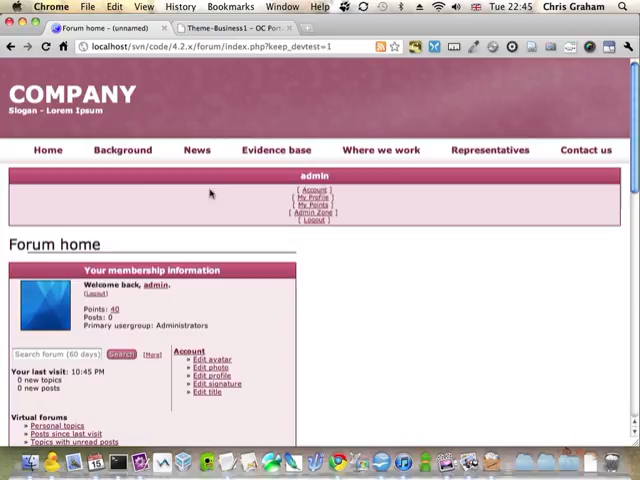 Chrome File Edit View History Bookmarks Window Help Tue 22:45 Chris Graham
Forum home - (unnamed) Theme-Business1 - OC Port
localhost/svn/code/4.2.x/forum/index.php?keep_devtest=1
COMPANY
Slogan - Lorem Ipsum
Home Background News Evidence base Where we work Representatives Contact us
admin
[ Account ]
[ My Profile ]
[ My Points ]
[ Admin Zone ]
[ Logout ]
Forum home
Your membership information
Welcome back, admin.
[Logout]
Points: 40
Posts: 0
Primary usergroup: Administrators
Search forum (60 days) Search [More]
Your last visit: 10:45 PM
0 new topics
0 new posts
Account
» Edit avatar
» Edit photo
» Edit profile
» Edit signature
» Edit title
Virtual forums
» Personal topics
» Posts since last visit
» Topics with unread posts
15